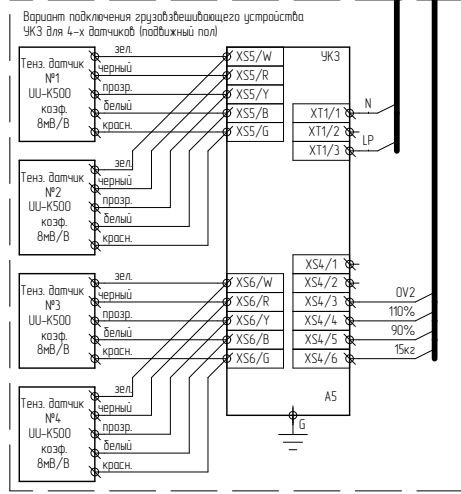 Вариант подключения грузовзвешивающего устройства
УКЗ для 4-х датчиков (подвижный пол)
Тенз. датчик
№1
UU-K500
коэф.
8мВ/В
зел.
черный
прозр.
белый
красн.
Тенз. датчик
№2
UU-K500
коэф.
8мВ/В
зел.
черный
прозр.
белый
красн.
Тенз. датчик
№3
UU-K500
коэф.
8мВ/В
зел.
черный
прозр.
белый
красн.
Тенз. датчик
№4
UU-K500
коэф.
8мВ/В
зел.
черный
прозр.
белый
красн.
XS5/W
XS5/R
XS5/Y
XS5/B
XS5/G
XS6/W
XS6/R
XS6/Y
XS6/B
XS6/G
УКЗ
XT1/1
XT1/2
XT1/3
N
LP
XS4/1
XS4/2
XS4/3
XS4/4
XS4/5
XS4/6
0V2
110%
90%
15кг
A5
G